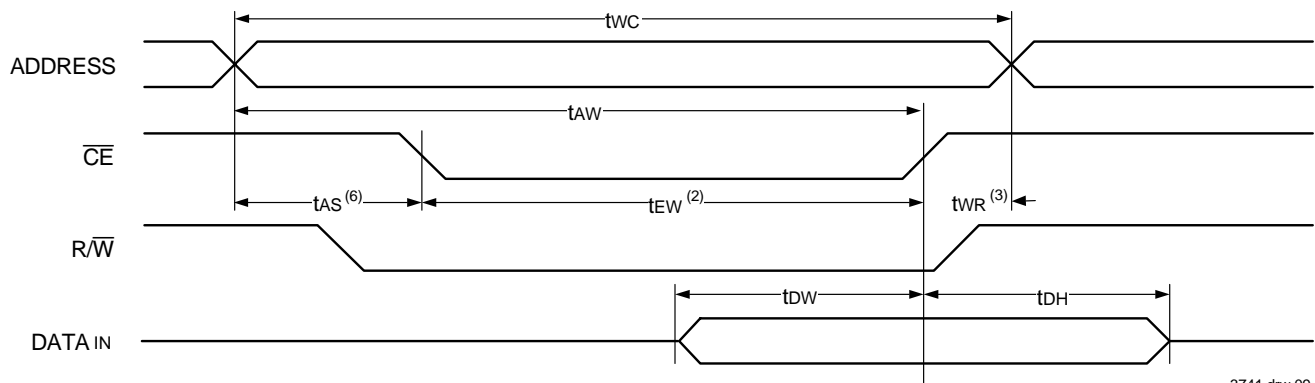 tWC
ADDRESS
tAW
CE
tAS (6)
tEW (2)
tWR (3)
R/W
tDW
tDH
DATA IN